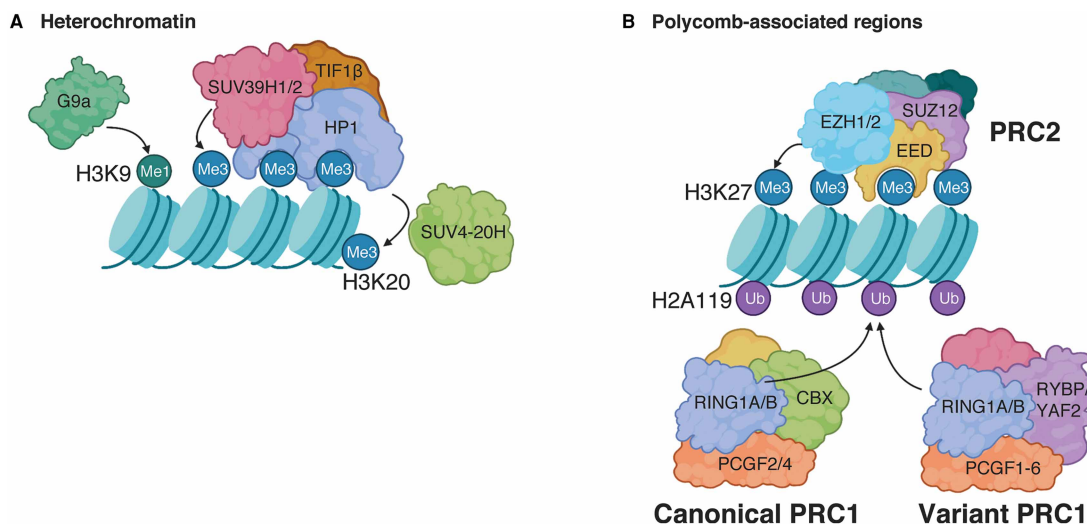 A Heterochromatin
G9a
SUV39H1/2
TIF1β
HP1
H3K9
Me1
Me3
Me3
Me3
SUV4-20H
Me3
H3K20
B Polycomb-associated regions
EZH1/2
SUZ12
EED
PRC2
H3K27
Me3
Me3
Me3
Me3
H2A119
Ub
Ub
Ub
Ub
RING1A/B
CBX
PCGF2/4
Canonical PRC1
RING1A/B
RYBP/
YAF2
PCGF1-6
Variant PRC1